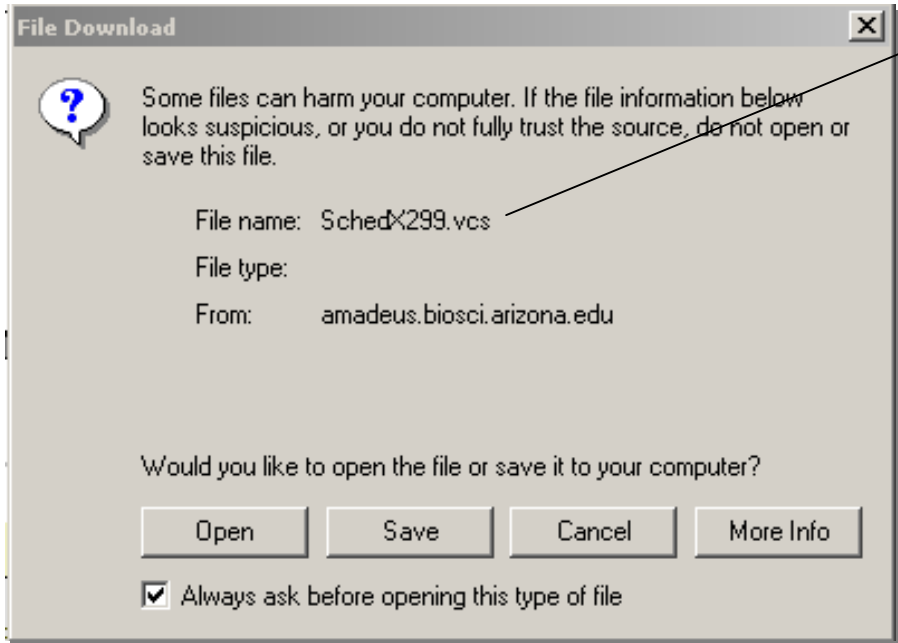 File Download
Some files can harm your computer. If the file information below
looks suspicious, or you do not fully trust the source, do not open or
save this file.
File name: SchedX299.vcs
File type:
From: amadeus.biosci.arizona.edu
Would you like to open the file or save it to your computer?
Open Save Cancel More Info
Always ask before opening this type of file